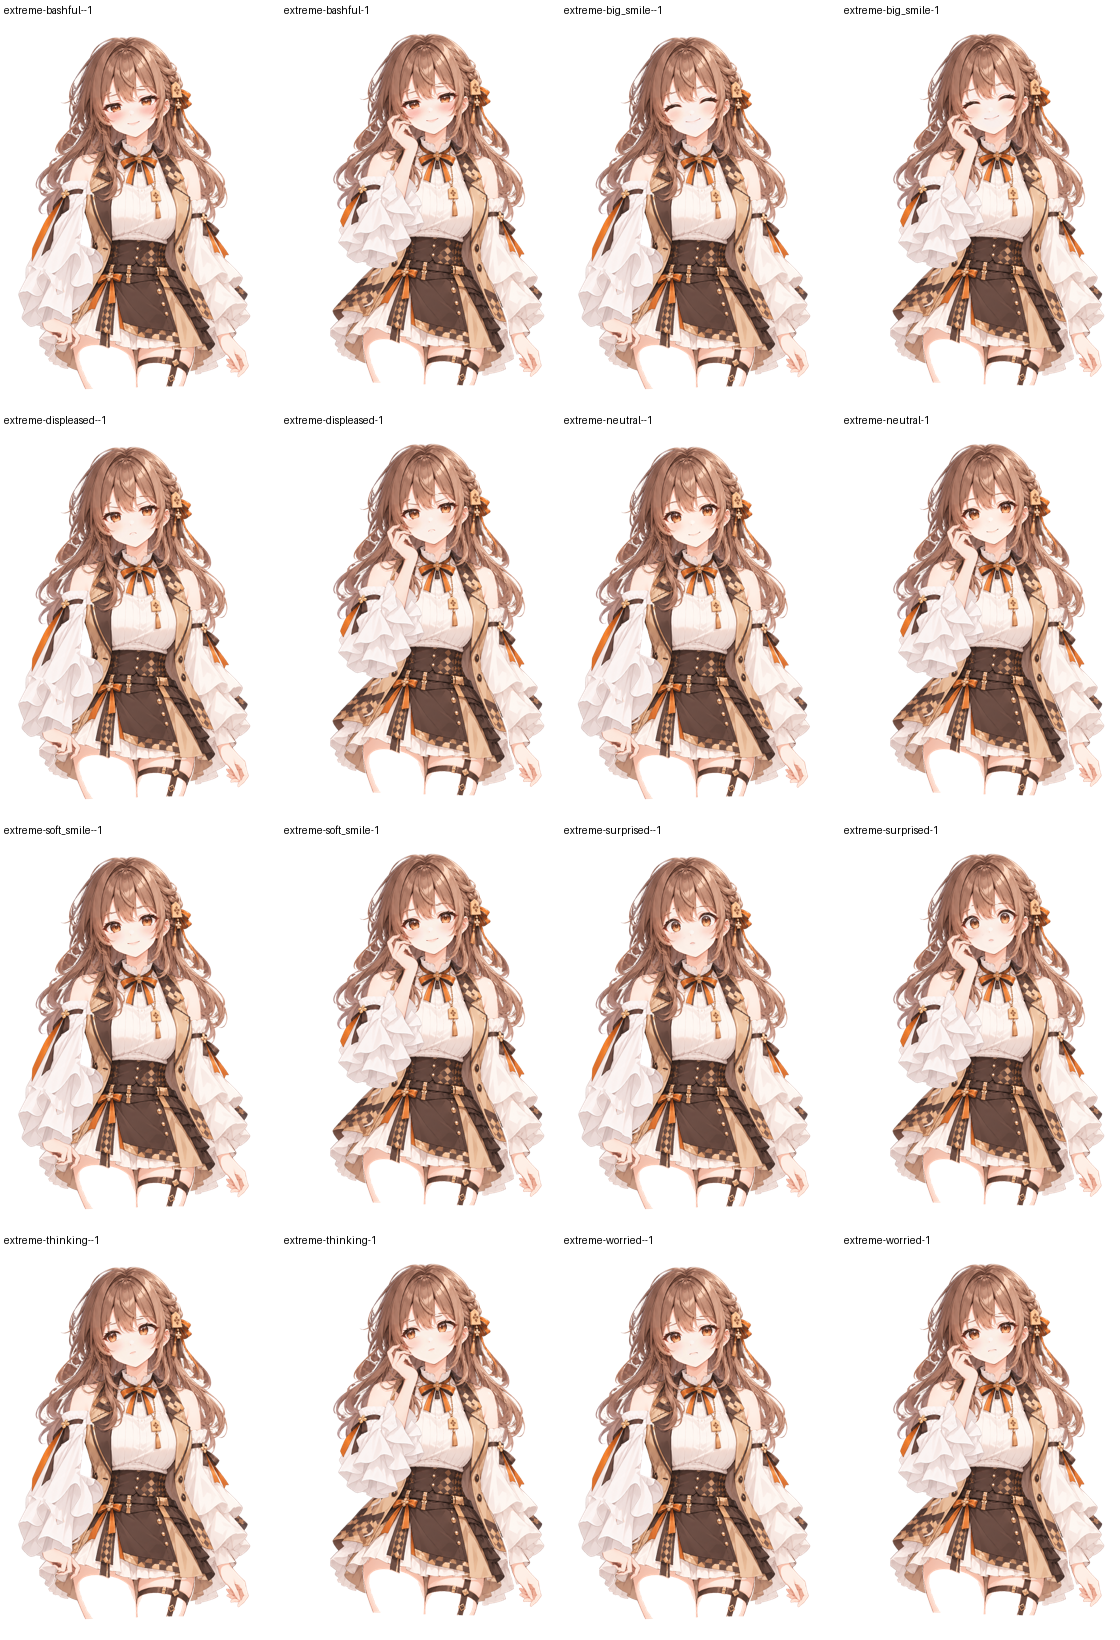 extreme-bashful--1
extreme-bashful-1
extreme-big_smile--1
extreme-big_smile-1
extreme-displeased--1
extreme-displeased-1
extreme-neutral--1
extreme-neutral-1
extreme-soft_smile--1
extreme-soft_smile-1
extreme-surprised--1
extreme-surprised-1
extreme-thinking--1
extreme-thinking-1
extreme-worried--1
extreme-worried-1